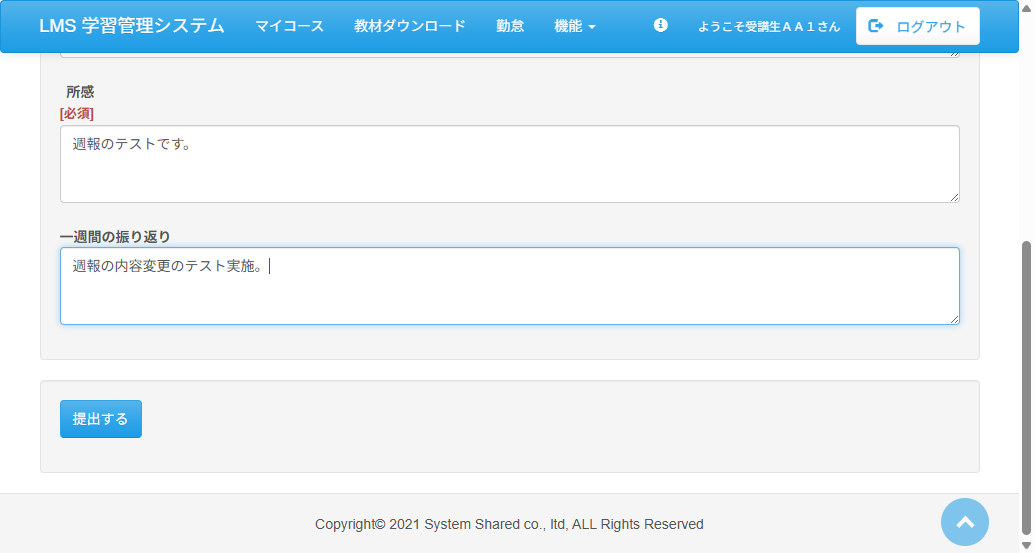 LMS 学習管理システム マイコース 教材ダウンロード 勤怠 機能 ようこそ受講生ＡＡ１さん ログアウト
所感
[必須]
週報のテストです。
一週間の振り返り
週報の内容変更のテスト実施。
提出する
Copyright© 2021 System Shared co., ltd, ALL Rights Reserved